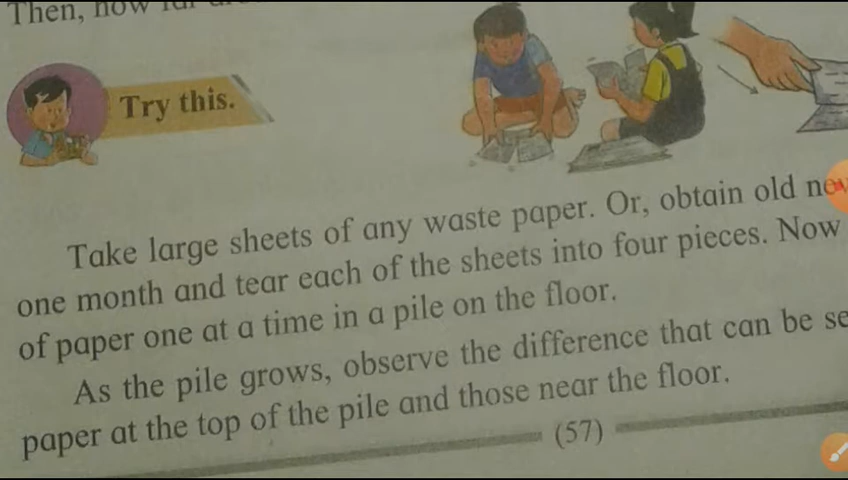 Then, how far
Try this.
Take large sheets of any waste paper. Or, obtain old
one month and tear each of the sheets into four pieces. Now
of paper one at a time in a pile on the floor.
As the pile grows, observe the difference that can be se
paper at the top of the pile and those near the floor.
(57)